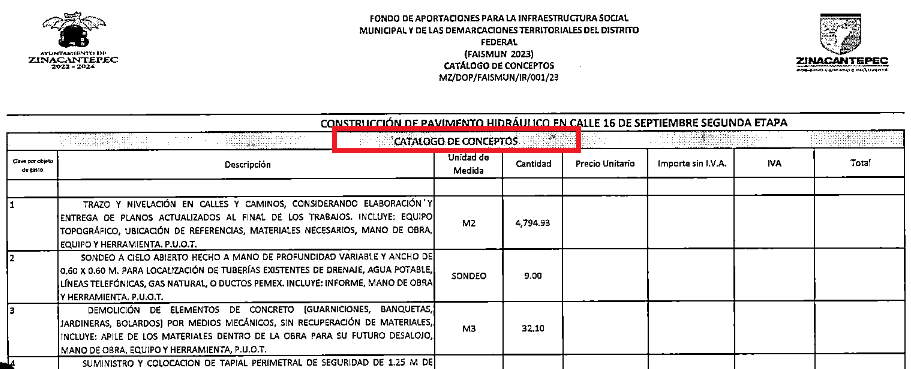 FONDO DE APORTACIONES PARA LA INFRAESTRUCTURA SOCIAL
MUNICIPAL Y DE LAS DEMARCACIONES TERRITORIALES DEL DISTRITO
FEDERAL
(FAISMUN 2023)
CATÁLOGO DE CONCEPTOS
MZ/DOP/FAISMUN/IR/001/23
AYUNTAMIENTO DE
ZINACANTEPEC
2022 - 2024
ZINACANTEPEC
CONSTRUCCIÓN DE PAVIMENTO HIDRÁULICO EN CALLE 16 DE SEPTIEMBRE SEGUNDA ETAPA
CATALOGO DE CONCEPTOS
Clave por objeto
de gasto
Descripción
Unidad de
Medida
Cantidad
Precio Unitario
Importe sin I.V.A.
IVA
Total
1
TRAZO Y NIVELACIÓN EN CALLES Y CAMINOS, CONSIDERANDO ELABORACIÓN Y
ENTREGA DE PLANOS ACTUALIZADOS AL FINAL DE LOS TRABAJOS. INCLUYE: EQUIPO
TOPOGRÁFICO, UBICACIÓN DE REFERENCIAS, MATERIALES NECESARIOS, MANO DE OBRA,
EQUIPO Y HERRAMIENTA. P.U.O.T.
M2
4,794.93
2
SONDEO A CIELO ABIERTO HECHO A MANO DE PROFUNDIDAD VARIABLE Y ANCHO DE
0.60 X 0.60 M. PARA LOCALIZACIÓN DE TUBERÍAS EXISTENTES DE DRENAJE, AGUA POTABLE,
LÍNEAS TELEFÓNICAS, GAS NATURAL, O DUCTOS PEMEX. INCLUYE: INFORME, MANO DE OBRA
Y HERRAMIENTA. P.U.O.T.
SONDEO
9.00
3
DEMOLICIÓN DE ELEMENTOS DE CONCRETO (GUARNICIONES, BANQUETAS,
JARDINERAS, BOLARDOS) POR MEDIOS MECÁNICOS, SIN RECUPERACIÓN DE MATERIALES,
INCLUYE: APILE DE LOS MATERIALES DENTRO DE LA OBRA PARA SU FUTURO DESALOJO,
MANO DE OBRA, EQUIPO Y HERRAMIENTA, P.U.O.T.
M3
32.10
4
SUMINISTRO Y COLOCACION DE TAPIAL PERIMETRAL DE SEGURIDAD DE 1.25 M DE